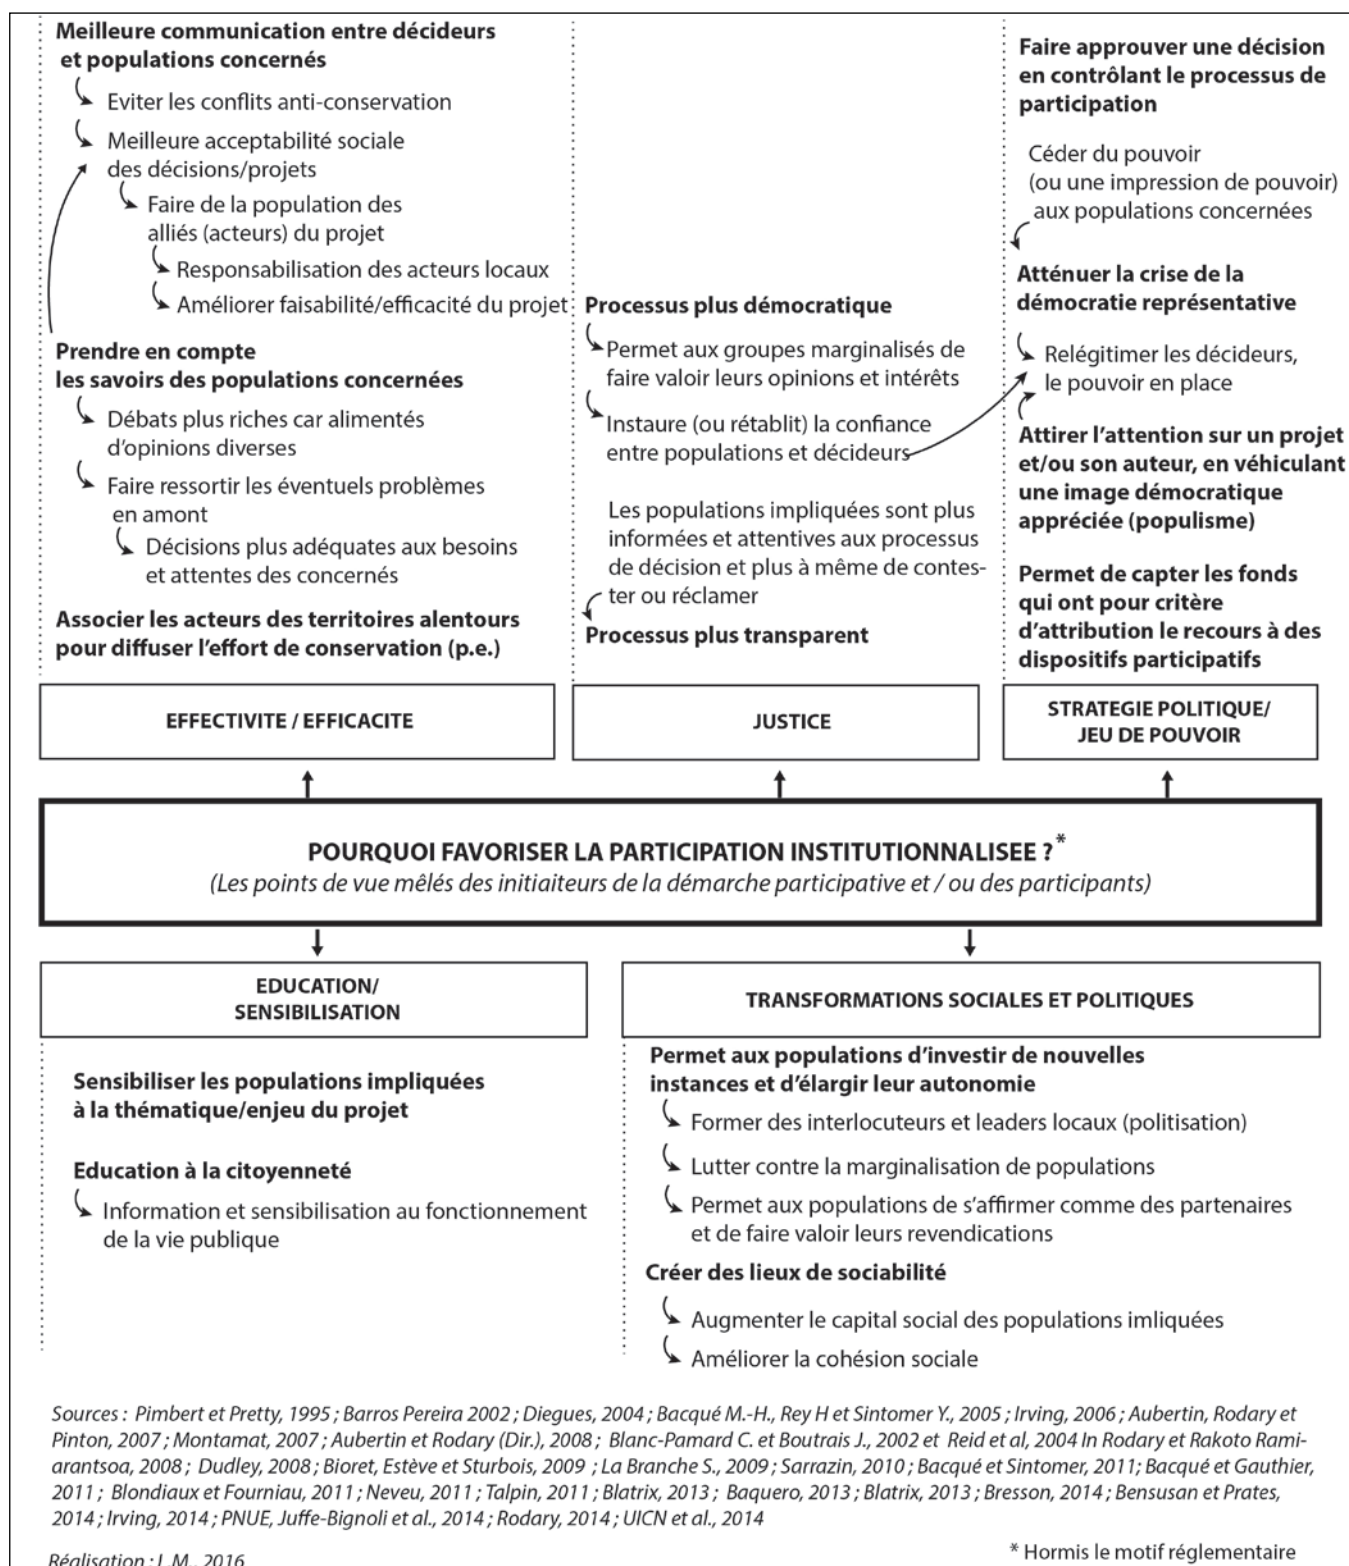 Meilleure communication entre décideurs
et populations concernés
Eviter les conflits anti-conservation
Meilleure acceptabilité sociale
des décisions/projets
Faire de la population des
alliés (acteurs) du projet
Responsabilisation des acteurs locaux
Améliorer faisabilité/efficacité du projet
Prendre en compte
les savoirs des populations concernées
Débats plus riches car alimentés
d'opinions diverses
Faire ressortir les éventuels problèmes
en amont
Décisions plus adéquates aux besoins
et attentes des concernés
Associer les acteurs des territoires alentours
pour diffuser l'effort de conservation (p.e.)
EFFECTIVITE / EFFICACITE
Processus plus démocratique
Permet aux groupes marginalisés de
faire valoir leurs opinions et intérêts
Instaure (ou rétablit) la confiance
entre populations et décideurs
Les populations impliquées sont plus
informées et attentives aux processus
de décision et plus à même de contes-
ter ou réclamer
Processus plus transparent
JUSTICE
Faire approuver une décision
en contrôlant le processus de
participation
Céder du pouvoir
(ou une impression de pouvoir)
aux populations concernées
Atténuer la crise de la
démocratie représentative
Relégitimer les décideurs,
le pouvoir en place
Attirer l'attention sur un projet
et/ou son auteur, en véhiculant
une image démocratique
appréciée (populisme)
Permet de capter les fonds
qui ont pour critère
d'attribution le recours à des
dispositifs participatifs
STRATEGIE POLITIQUE/
JEU DE POUVOIR
POURQUOI FAVORISER LA PARTICIPATION INSTITUTIONNALISEE ? *
(Les points de vue mêlés des initiaiteurs de la démarche participative et / ou des participants)
EDUCATION/
SENSIBILISATION
Sensibiliser les populations impliquées
à la thématique/enjeu du projet
Education à la citoyenneté
Information et sensibilisation au fonctionnement
de la vie publique
TRANSFORMATIONS SOCIALES ET POLITIQUES
Permet aux populations d'investir de nouvelles
instances et d'élargir leur autonomie
Former des interlocuteurs et leaders locaux (politisation)
Lutter contre la marginalisation de populations
Permet aux populations de s'affirmer comme des partenaires
et de faire valoir leurs revendications
Créer des lieux de sociabilité
Augmenter le capital social des populations imliquées
Améliorer la cohésion sociale
Sources : Pimbert et Pretty, 1995 ; Barros Pereira 2002 ; Diegues, 2004 ; Bacqué M.-H., Rey H et Sintomer Y., 2005 ; Irving, 2006 ; Aubertin, Rodary et
Pinton, 2007 ; Montamat, 2007 ; Aubertin et Rodary (Dir.), 2008 ; Blanc-Pamard C. et Boutrais J., 2002 et Reid et al, 2004 In Rodary et Rakoto Rami-
arantsoa, 2008 ; Dudley, 2008 ; Bioret, Estève et Sturbois, 2009 ; La Branche S., 2009 ; Sarrazin, 2010 ; Bacqué et Sintomer, 2011; Bacqué et Gauthier,
2011 ; Blondiaux et Fourniau, 2011 ; Neveu, 2011 ; Talpin, 2011 ; Blatrix, 2013 ; Baquero, 2013 ; Blatrix, 2013 ; Bresson, 2014 ; Bensusan et Prates,
2014 ; Irving, 2014 ; PNUE, Juffe-Bignoli et al., 2014 ; Rodary, 2014 ; UICN et al., 2014
* Hormis le motif réglementaire
Réalisation : L.M., 2016